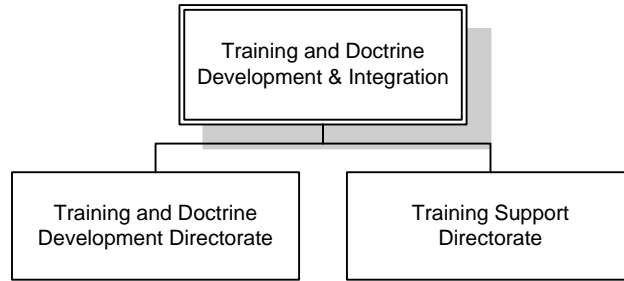 Training and Doctrine
Development & Integration
Training and Doctrine
Development Directorate
Training Support
Directorate